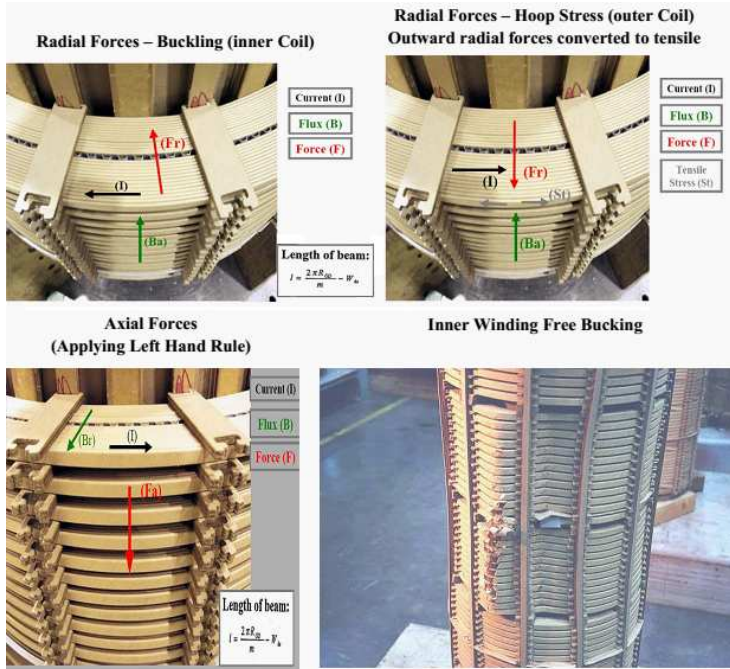 Radial Forces – Buckling (inner Coil)
Radial Forces – Hoop Stress (outer Coil)
Outward radial forces converted to tensile
(Fr)
(I)
(Ba)
Current (I)
Flux (B)
Force (F)
Length of beam:
(I)
(Fr)
(St)
(Ba)
Current (I)
Flux (B)
Force (F)
Tensile
Stress (St)
Axial Forces
(Applying Left Hand Rule)
(Br)
(I)
(Fa)
Current (I)
Flux (B)
Force (F)
Length of beam:
Inner Winding Free Bucking